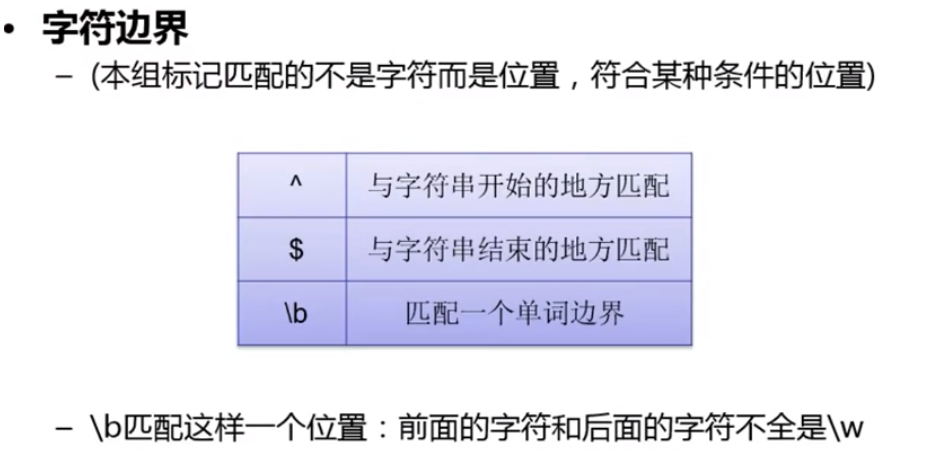 • 字符边界
– (本组标记匹配的不是字符而是位置，符合某种条件的位置)
^ 与字符串开始的地方匹配
$ 与字符串结束的地方匹配
\b 匹配一个单词边界
– \b匹配这样一个位置：前面的字符和后面的字符不全是\w